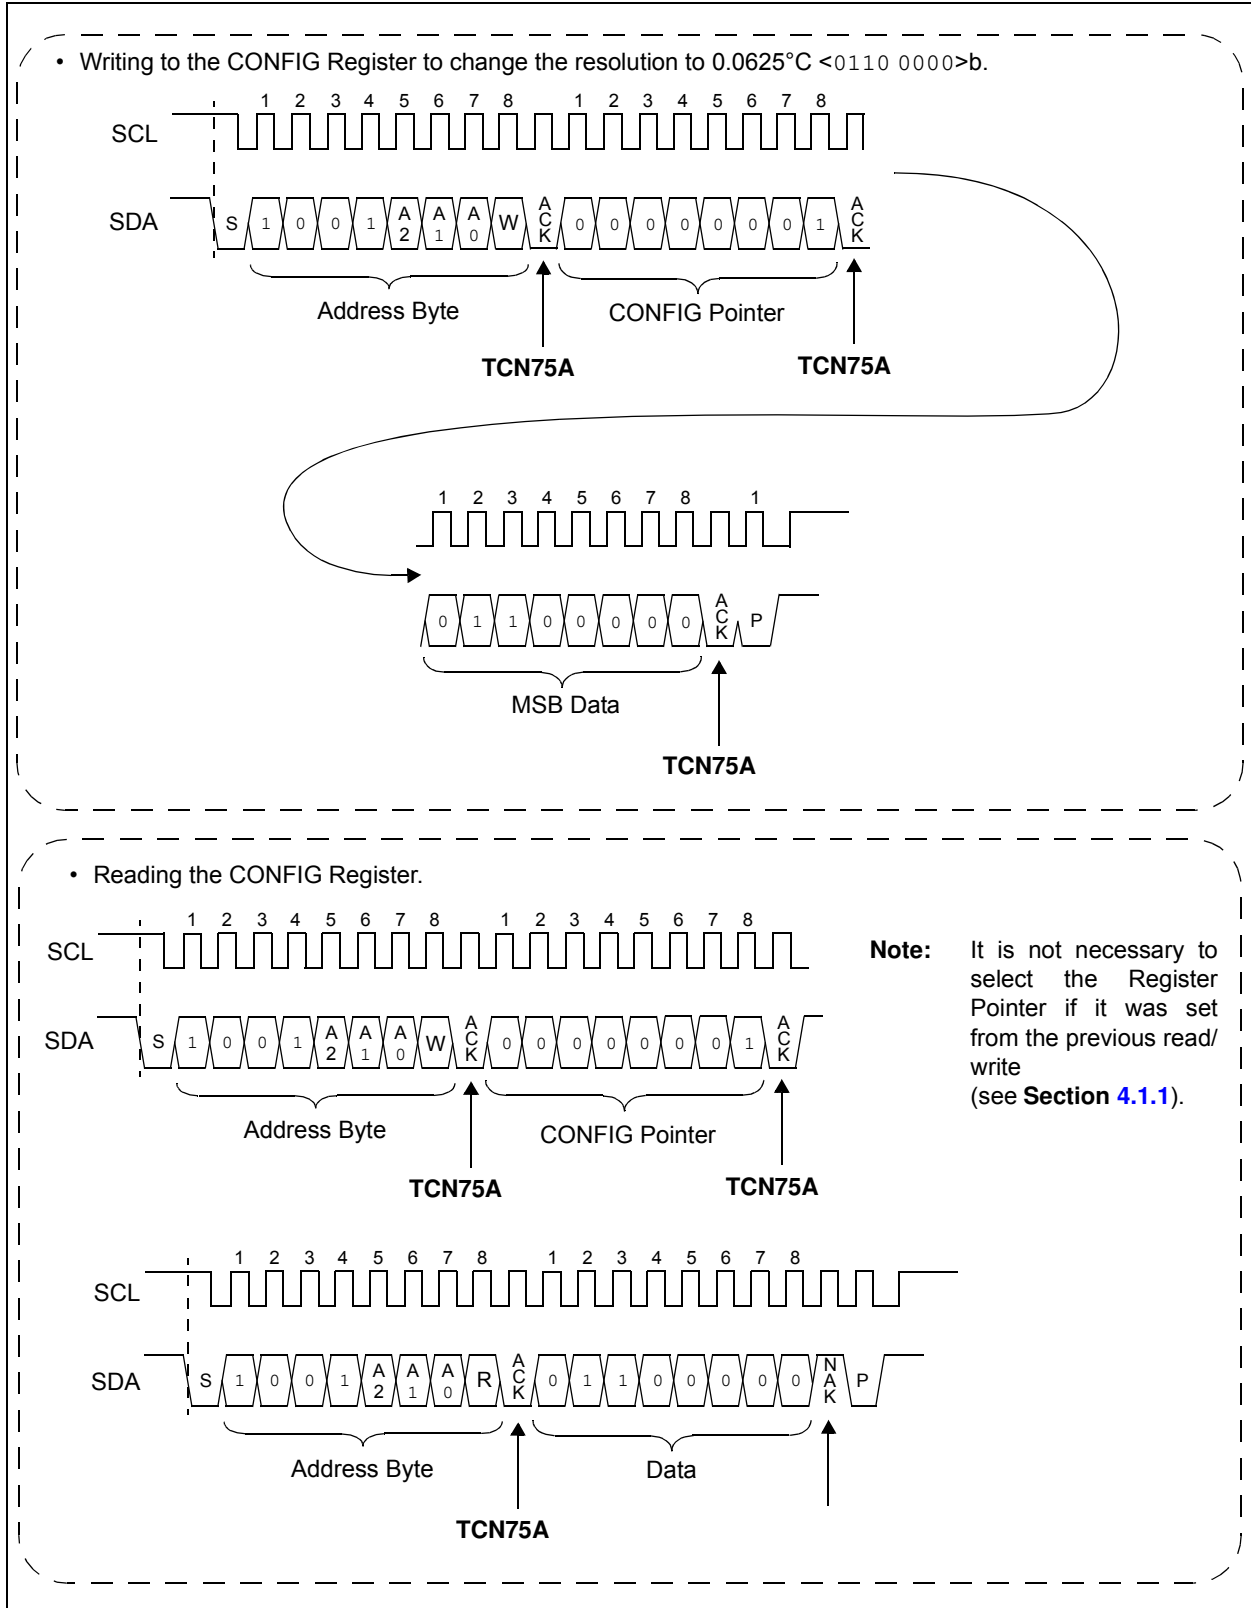 • Writing to the CONFIG Register to change the resolution to 0.0625°C <0110 0000>b.
1 2 3 4 5 6 7 8 1 2 3 4 5 6 7 8
SCL
SDA
S 1 0 0 1 A2 A1 A0 W ACK 0 0 0 0 0 0 0 1 ACK
Address Byte CONFIG Pointer
TCN75A TCN75A
1 2 3 4 5 6 7 8 1
0 1 1 0 0 0 0 0 ACK P
MSB Data
TCN75A
• Reading the CONFIG Register.
1 2 3 4 5 6 7 8 1 2 3 4 5 6 7 8
SCL
SDA
S 1 0 0 1 A2 A1 A0 W ACK 0 0 0 0 0 0 0 1 ACK
Address Byte CONFIG Pointer
TCN75A TCN75A
Note: It is not necessary to
select the Register
Pointer if it was set
from the previous read/
write
(see Section 4.1.1).
1 2 3 4 5 6 7 8 1 2 3 4 5 6 7 8
SCL
SDA
S 1 0 0 1 A2 A1 A0 R ACK 0 1 1 0 0 0 0 0 NAK P
Address Byte Data
TCN75A